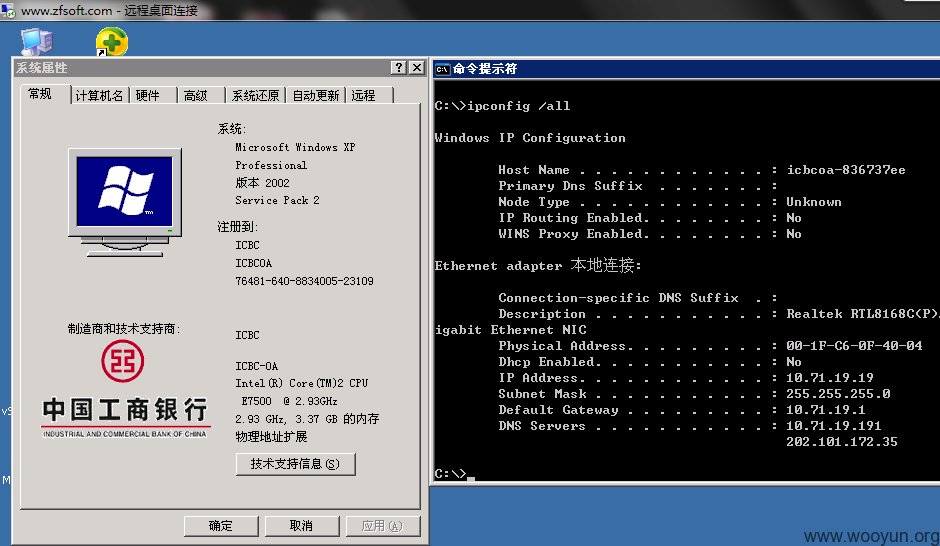 www.zfsoft.com - 远程桌面连接
系统属性
常规 计算机名 硬件 高级 系统还原 自动更新 远程
系统:
Microsoft Windows XP
Professional
版本 2002
Service Pack 2
注册到:
ICBC
ICBCOA
76481-640-8834005-23109
制造商和技术支持商:
ICBC
中国工商银行
INDUSTRIAL AND COMMERCIAL BANK OF CHINA
ICBC-OA
Intel(R) Core(TM)2 CPU
E7500 @ 2.93GHz
2.93 GHz, 3.37 GB 的内存
物理地址扩展
技术支持信息(S)
确定 取消 应用(A)
命令提示符
C:\>ipconfig /all
Windows IP Configuration
Host Name . . . . . . . . . . . . : icbcoa-836737ee
Primary Dns Suffix . . . . . . . :
Node Type . . . . . . . . . . . . : Unknown
IP Routing Enabled. . . . . . . . : No
WINS Proxy Enabled. . . . . . . . : No
Ethernet adapter 本地连接:
Connection-specific DNS Suffix . :
Description . . . . . . . . . . . : Realtek RTL8168C(P)
igabit Ethernet NIC
Physical Address. . . . . . . . . : 00-1F-C6-0F-40-04
Dhcp Enabled. . . . . . . . . . . : No
IP Address. . . . . . . . . . . . : 10.71.19.19
Subnet Mask . . . . . . . . . . . : 255.255.255.0
Default Gateway . . . . . . . . . : 10.71.19.1
DNS Servers . . . . . . . . . . . : 10.71.19.191
202.101.172.35
C:\>
www.wooyun.org